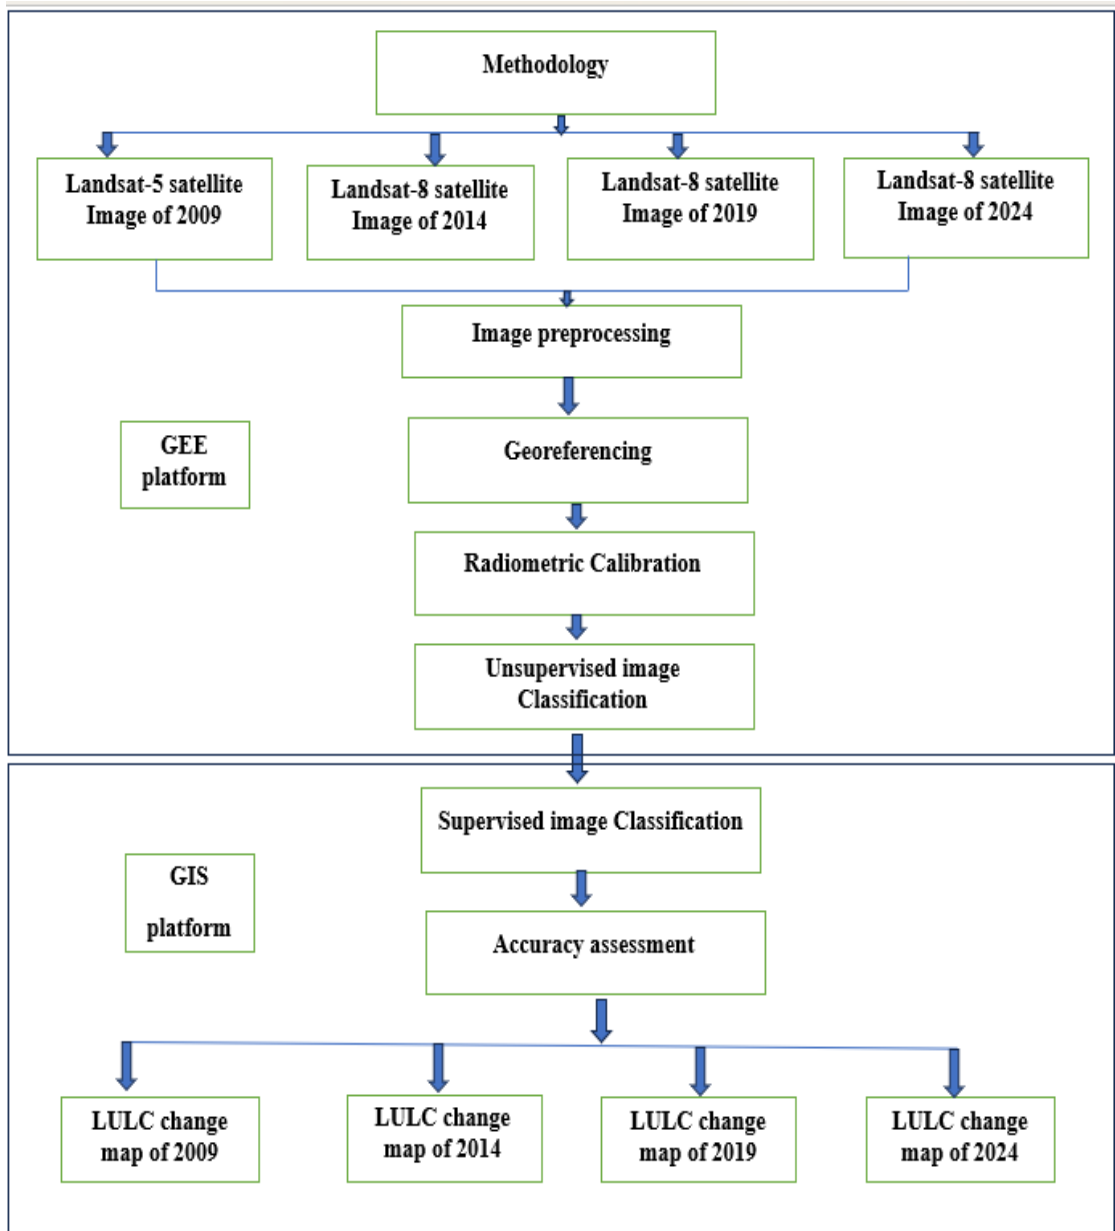 Methodology
Landsat-5 satellite
Image of 2009
Landsat-8 satellite
Image of 2014
Landsat-8 satellite
Image of 2019
Landsat-8 satellite
Image of 2024
Image preprocessing
GEE
platform
Georeferencing
Radiometric Calibration
Unsupervised image
Classification
Supervised image Classification
GIS
platform
Accuracy assessment
LULC change
map of 2009
LULC change
map of 2014
LULC change
map of 2019
LULC change
map of 2024